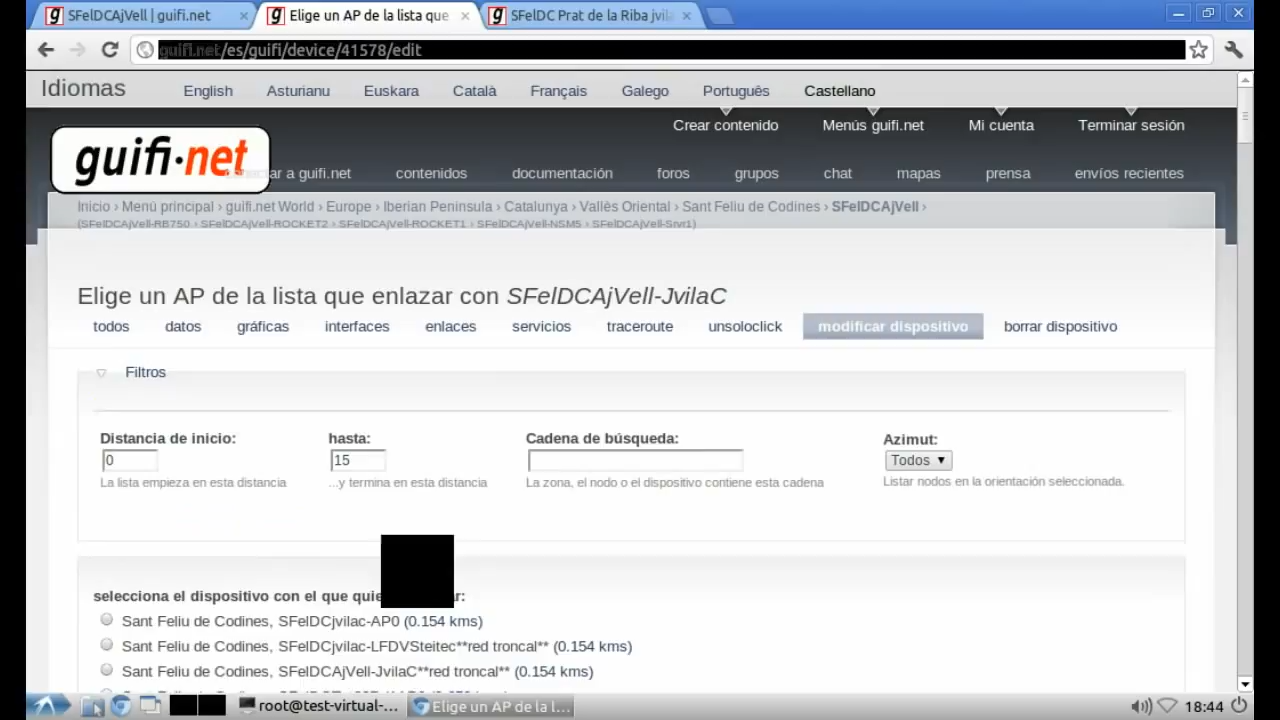 SFelDCAjVell | guifi.net
Elige un AP de la lista que
SFelDC Prat de la Riba jvil
guifi.net/es/guifi/device/41578/edit
Idiomas
English Asturianu Euskara Català Français Galego Português Castellano
Crear contenido Menús guifi.net Mi cuenta Terminar sesión
guifi·net
ar a guifi.net contenidos documentación foros grupos chat mapas prensa envíos recientes
Inicio › Menú principal › guifi.net World › Europe › Iberian Peninsula › Catalunya › Vallès Oriental › Sant Feliu de Codines › SFelDCAjVell ›
(SFelDCAjVell-RB750 › SFelDCAjVell-ROCKET2 › SFelDCAjVell-ROCKET1 › SFelDCAjVell-NSM5 › SFelDCAjVell-Srvr1)
Elige un AP de la lista que enlazar con SFelDCAjVell-JvilaC
todos datos gráficas interfaces enlaces servicios traceroute unsoloclick modificar dispositivo borrar dispositivo
Filtros
Distancia de inicio: hasta: Cadena de búsqueda: Azimut:
0 15 Todos
La lista empieza en esta distancia ...y termina en esta distancia La zona, el nodo o el dispositivo contiene esta cadena Listar nodos en la orientación seleccionada.
selecciona el dispositivo con el que quie r:
Sant Feliu de Codines, SFelDCjvilac-AP0 (0.154 kms)
Sant Feliu de Codines, SFelDCjvilac-LFDVSteitec**red troncal** (0.154 kms)
Sant Feliu de Codines, SFelDCAjVell-JvilaC**red troncal** (0.154 kms)
root@test-virtual-... Elige un AP de la l... 18:44